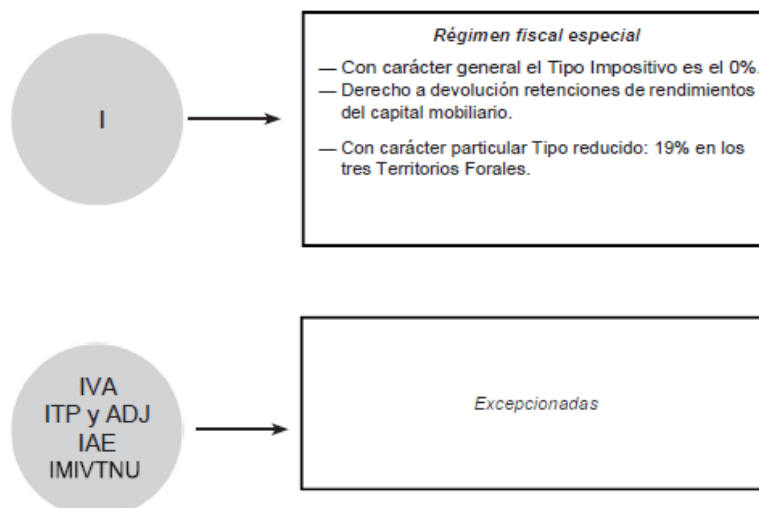 I
Régimen fiscal especial
— Con carácter general el Tipo Impositivo es el 0%.
— Derecho a devolución retenciones de rendimientos
del capital mobiliario.
— Con carácter particular Tipo reducido: 19% en los
tres Territorios Forales.
IVA
ITP y ADJ
IAE
IMIVTNU
Excepcionadas